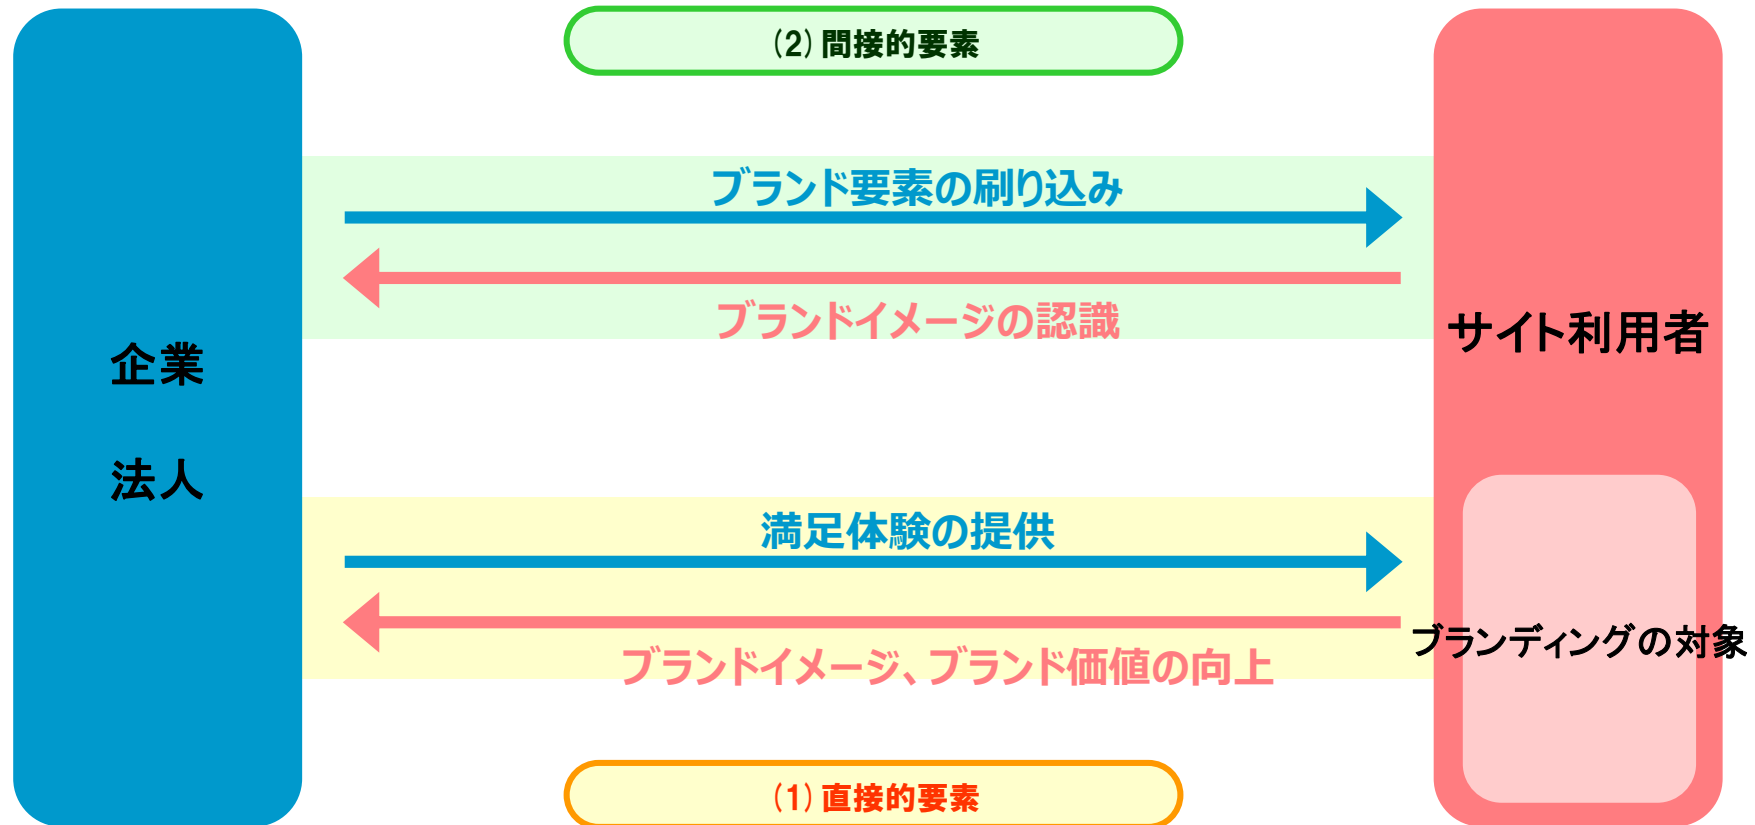 (2) 間接的要素
ブランド要素の刷り込み
ブランドイメージの認識
企業
法人
サイト利用者
満足体験の提供
ブランドイメージ、ブランド価値の向上
ブランディングの対象
(1) 直接的要素